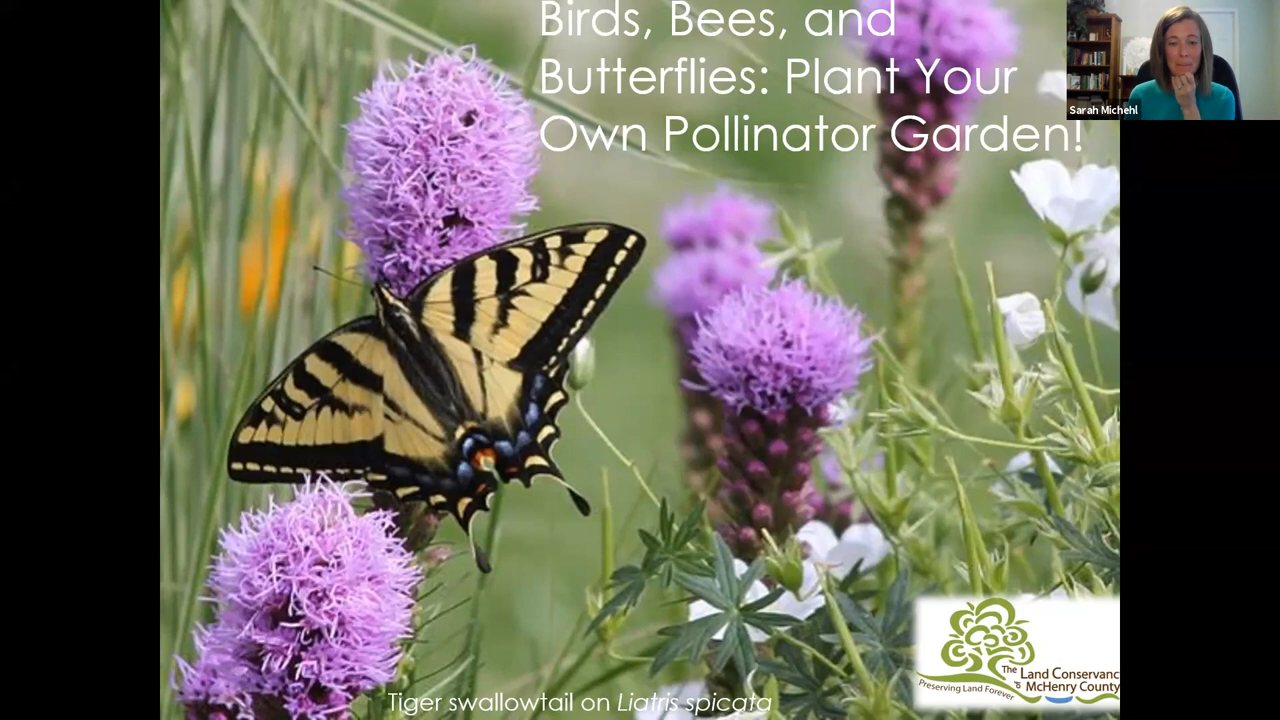 Birds, Bees, and
Butterflies: Plant Your
Own Pollinator Garden!
Sarah Michehl
The Land Conservanc
of McHenry County
Preserving Land Forever
Tiger swallowtail on Liatris spicata